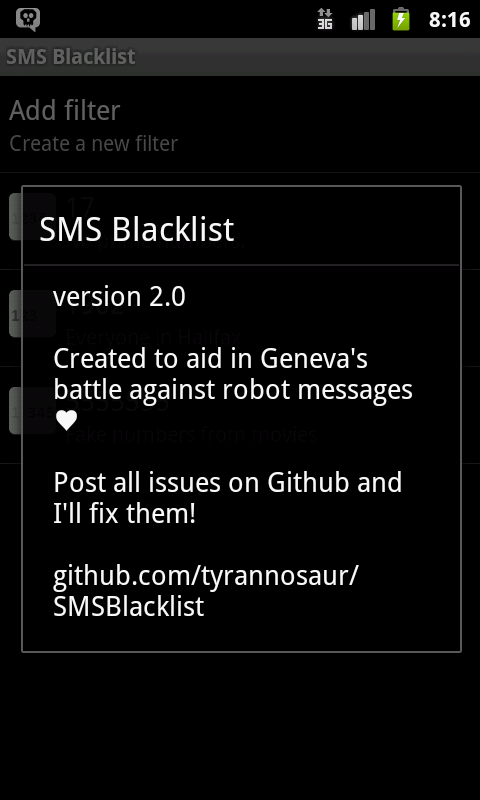 3G 8:16
SMS Blacklist
Add filter
Create a new filter
17
SMS Blacklist
version 2.0
Everyone in Halifax
Created to aid in Geneva's
battle against robot messages
♥
Fake numbers from movies
Post all issues on Github and
I'll fix them!
github.com/tyrannosaur/
SMSBlacklist